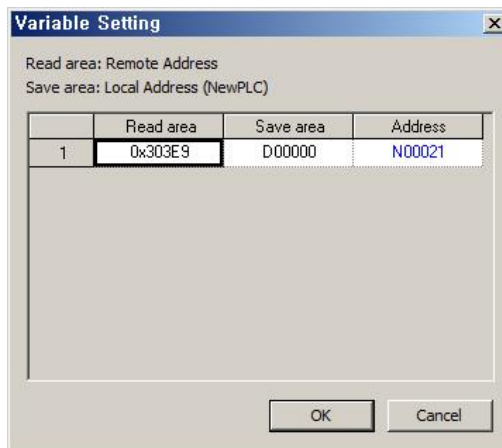 Variable Setting
Read area: Remote Address
Save area: Local Address (NewPLC)
Read area Save area Address
1 0x303E9 D00000 N00021
OK Cancel